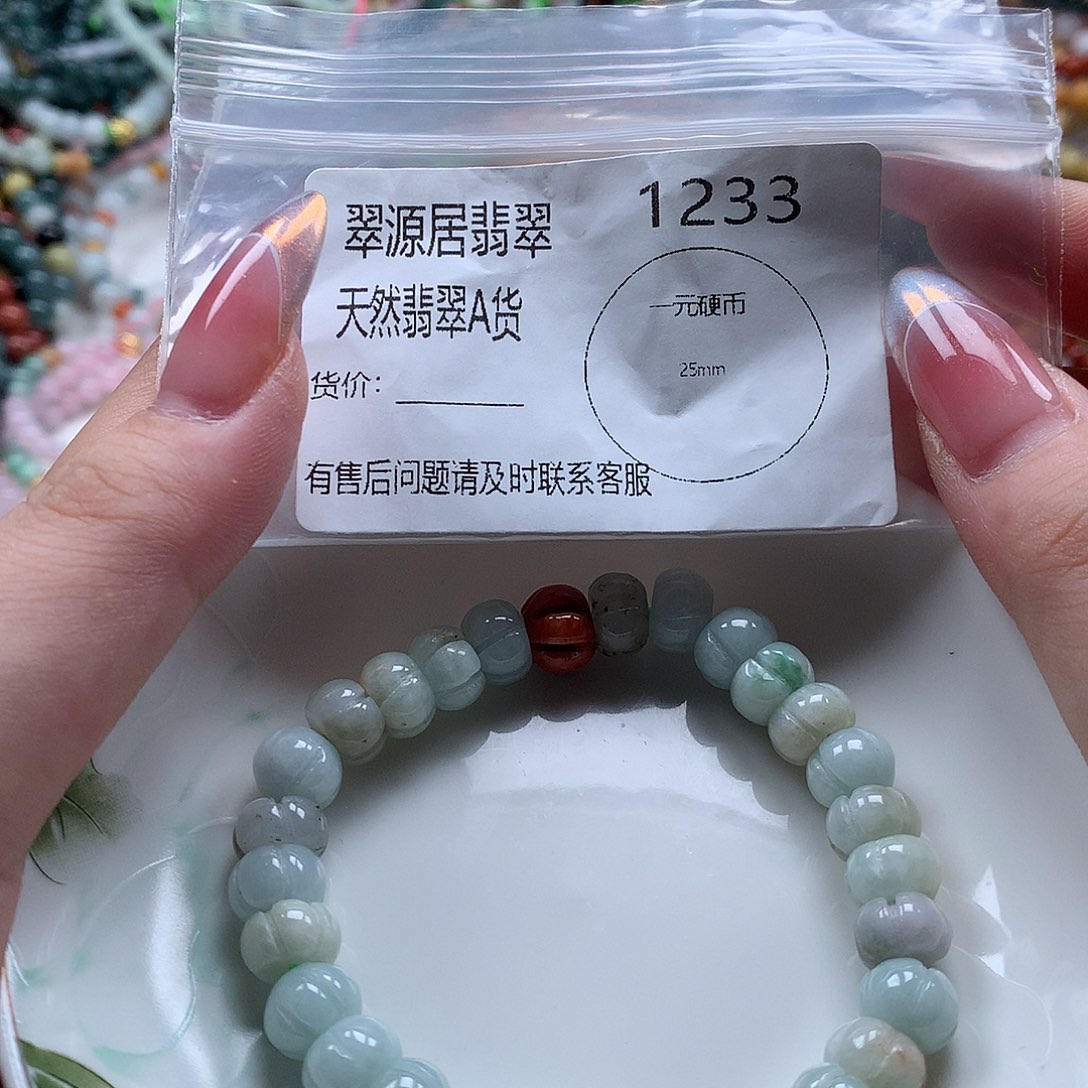 翠源居翡翠
1233
天然翡翠A货
一元硬币
25mm
货价：
有售后问题请及时联系客服